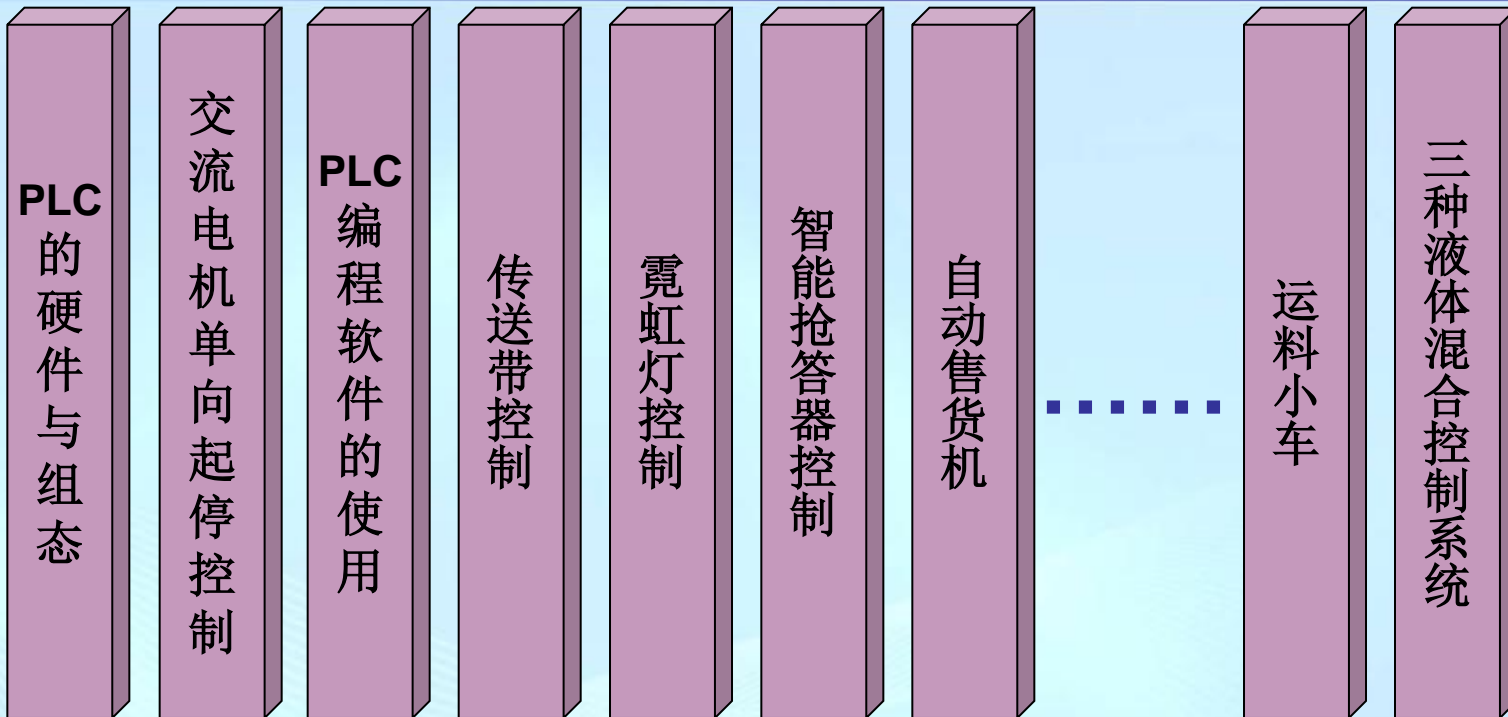 PLC的硬件与组态
交流电机单向起停控制
PLC编程软件的使用
传送带控制
霓虹灯控制
智能抢答器控制
自动售货机
▪▪▪▪▪▪
运料小车
三种液体混合控制系统